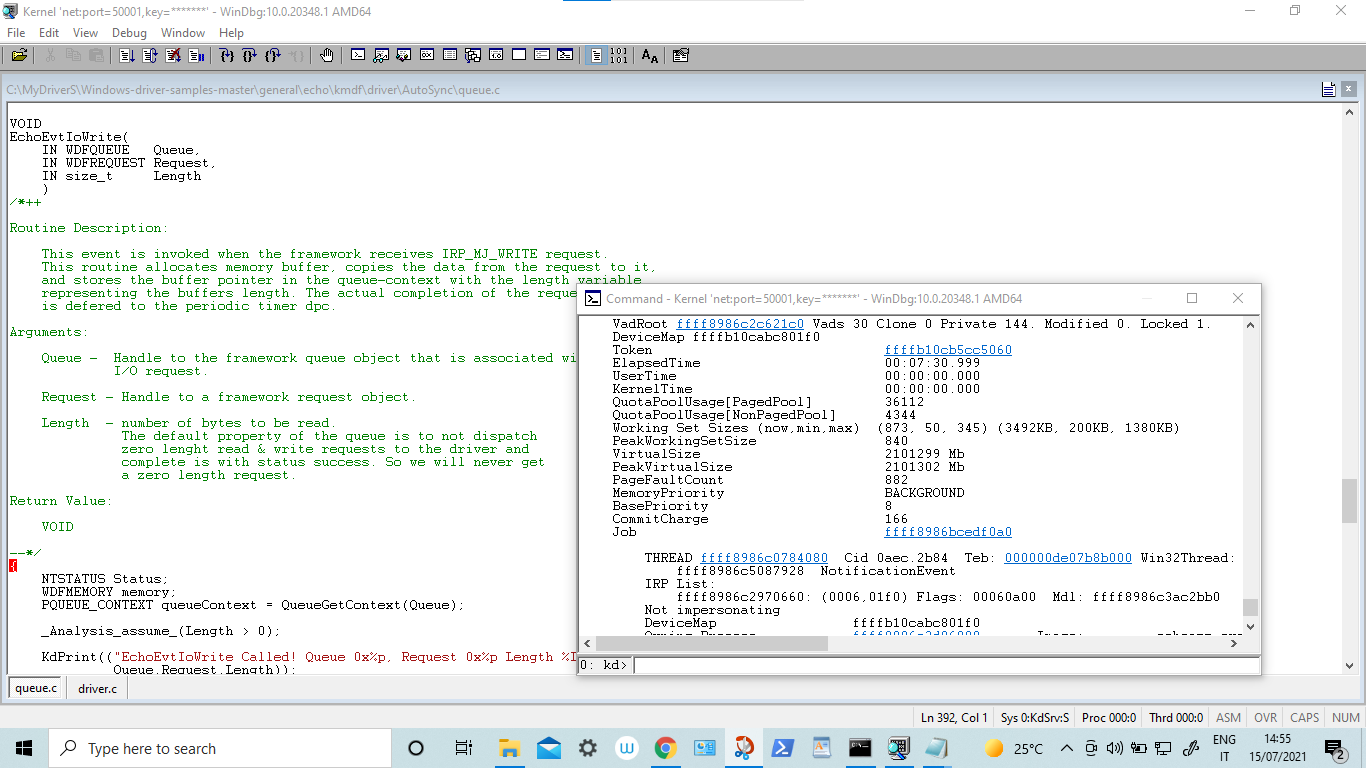 Kernel 'net:port=50001,key=*******' - WinDbg:10.0.20348.1 AMD64
File Edit View Debug Window Help
C:\MyDriverS\Windows-driver-samples-master\general\echo\kmdf\driver\AutoSync\queue.c
VOID
EchoEvtIoWrite(
    IN WDFQUEUE   Queue,
    IN WDFREQUEST Request,
    IN size_t     Length
    )
/*++
Routine Description:
    This event is invoked when the framework receives IRP_MJ_WRITE request.
    This routine allocates memory buffer, copies the data from the request to it,
    and stores the buffer pointer in the queue-context with the length variable
    representing the buffers length. The actual completion of the reque
    is defered to the periodic timer dpc.
Arguments:
    Queue -  Handle to the framework queue object that is associated wi
             I/O request.
    Request - Handle to a framework request object.
    Length  - number of bytes to be read.
              The default property of the queue is to not dispatch
              zero lenght read & write requests to the driver and
              complete is with status success. So we will never get
              a zero length request.
Return Value:
    VOID
--*/
{
    NTSTATUS Status;
    WDFMEMORY memory;
    PQUEUE_CONTEXT queueContext = QueueGetContext(Queue);
    _Analysis_assume_(Length > 0);
    KdPrint(("EchoEvtIoWrite Called! Queue 0x%p, Request 0x%p Length %I
             Queue,Request,Length));
Command - Kernel 'net:port=50001,key=*******' - WinDbg:10.0.20348.1 AMD64
VadRoot ffff8986c2c621c0 Vads 30 Clone 0 Private 144. Modified 0. Locked 1.
DeviceMap ffffb10cabc801f0
Token ffffb10cb5cc5060
ElapsedTime 00:07:30.999
UserTime 00:00:00.000
KernelTime 00:00:00.000
QuotaPoolUsage[PagedPool] 36112
QuotaPoolUsage[NonPagedPool] 4344
Working Set Sizes (now,min,max) (873, 50, 345) (3492KB, 200KB, 1380KB)
PeakWorkingSetSize 840
VirtualSize 2101299 Mb
PeakVirtualSize 2101302 Mb
PageFaultCount 882
MemoryPriority BACKGROUND
BasePriority 8
CommitCharge 166
Job ffff8986bcedf0a0
THREAD ffff8986c0784080 Cid 0aec.2b84 Teb: 000000de07b8b000 Win32Thread:
ffff8986c5087928 NotificationEvent
IRP List:
ffff8986c2970660: (0006,01f0) Flags: 00060a00 Mdl: ffff8986c3ac2bb0
Not impersonating
DeviceMap ffffb10cabc801f0
0: kd>
queue.c driver.c
Ln 392, Col 1 Sys 0:KdSrv:S Proc 000:0 Thrd 000:0 ASM OVR CAPS NUM
Type here to search
25°C
ENG
IT
14:55
15/07/2021
2